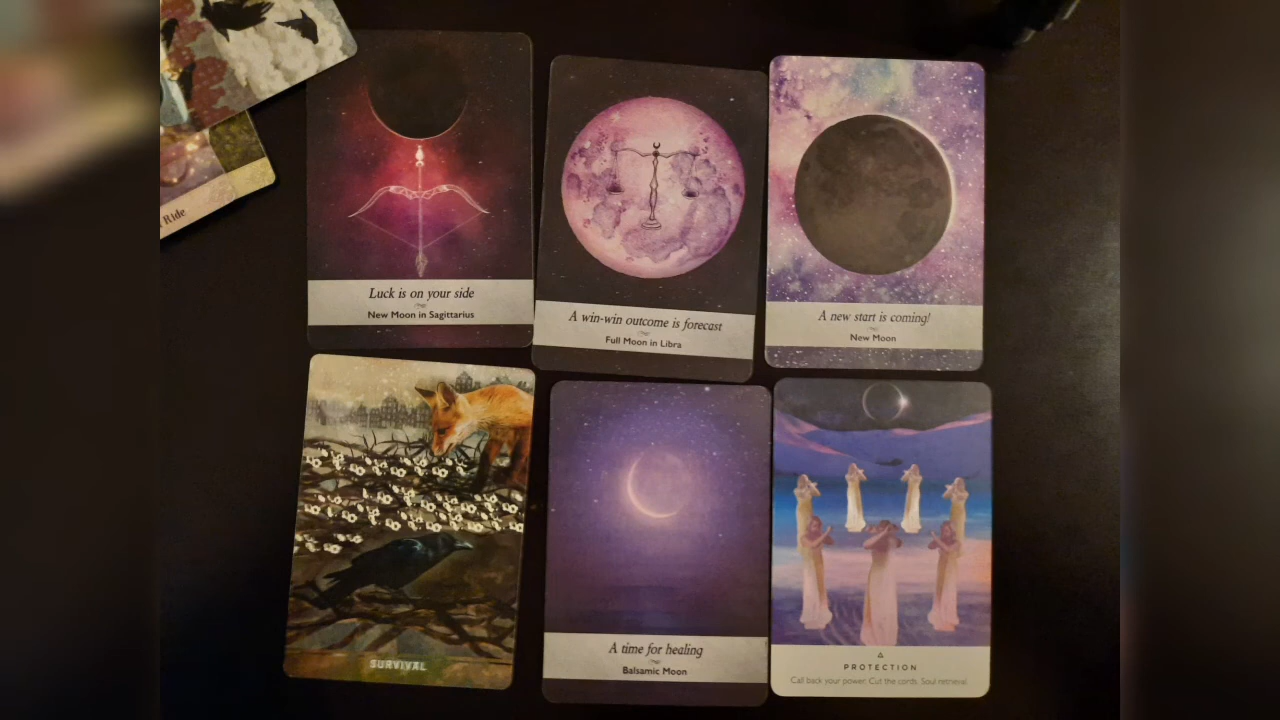 Ride
Luck is on your side
New Moon in Sagittarius
A win-win outcome is forecast
Full Moon in Libra
A new start is coming!
New Moon
SURVIVAL
A time for healing
Balsamic Moon
PROTECTION
Call back your power. Cut the cords. Soul retrieval.